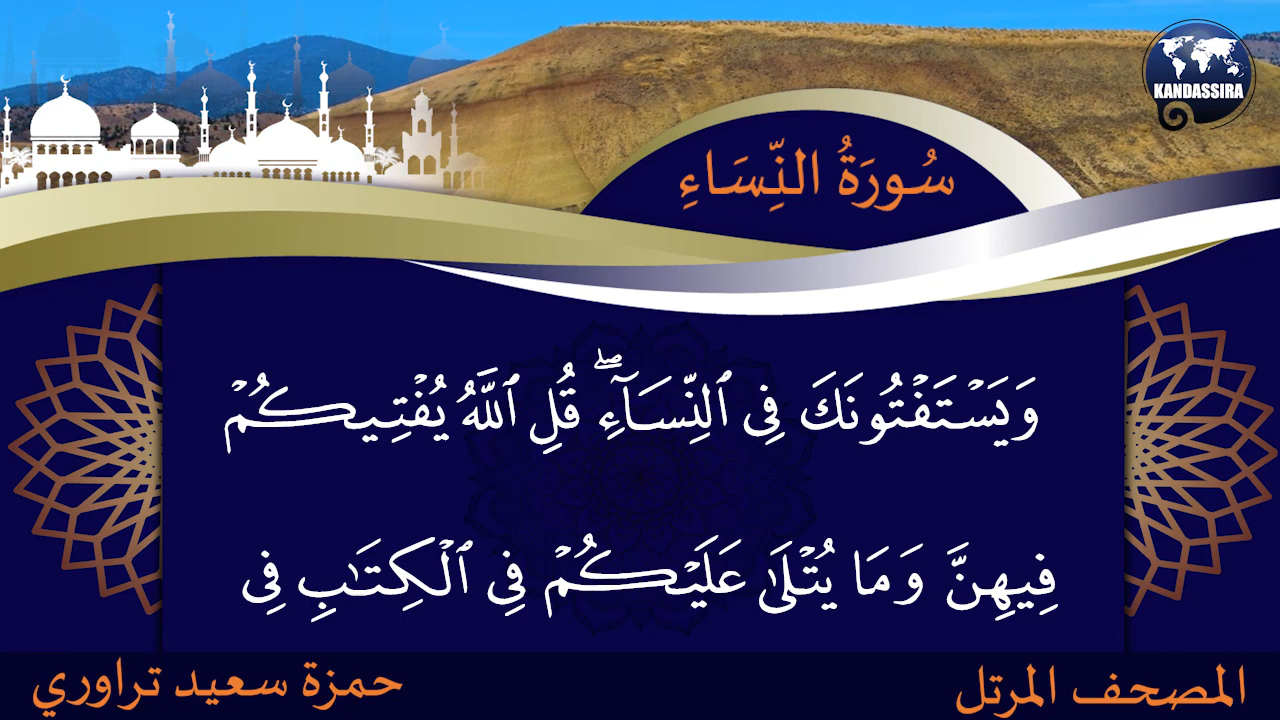 KANDASSIRA
سُورَةُ النِّسَاءِ
وَيَسۡتَفۡتُونَكَ فِي ٱلنِّسَآءِۖ قُلِ ٱللَّهُ يُفۡتِيكُمۡ
فِيهِنَّ وَمَا يُتۡلَىٰ عَلَيۡكُمۡ فِي ٱلۡكِتَٰبِ فِي
المصحف المرتل
حمزة سعيد تراوري